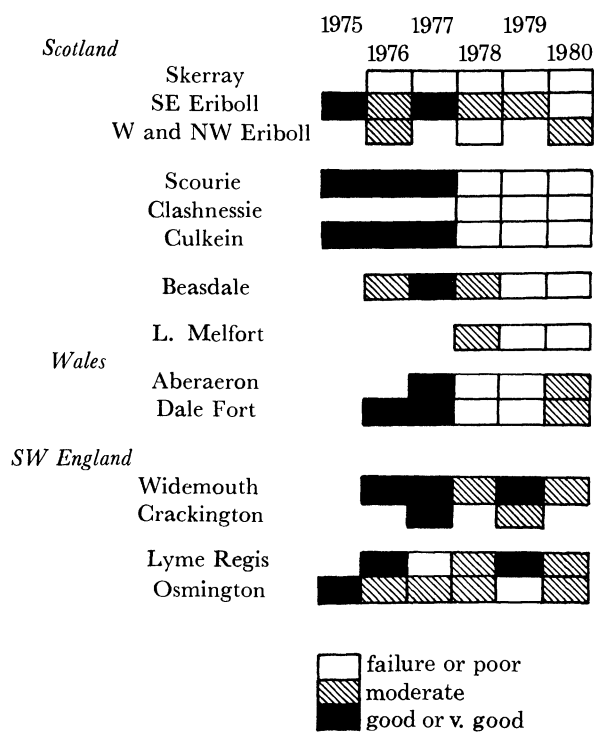 1975 1977 1979
Scotland 1976 1978 1980
Skerray
SE Eriboll
W and NW Eriboll
Scourie
Clashnessie
Culkein
Beasdale
L. Melfort
Wales
Aberaeron
Dale Fort
SW England
Widemouth
Crackington
Lyme Regis
Osmington
failure or poor
moderate
good or v. good